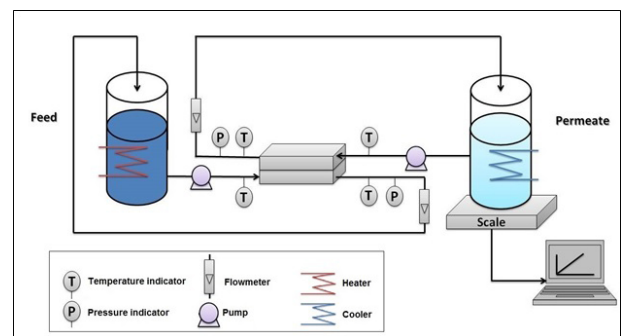 Feed
Permeate
P T
T
T
T P
Scale
T Temperature indicator
P Pressure indicator
Flowmeter
Pump
Heater
Cooler